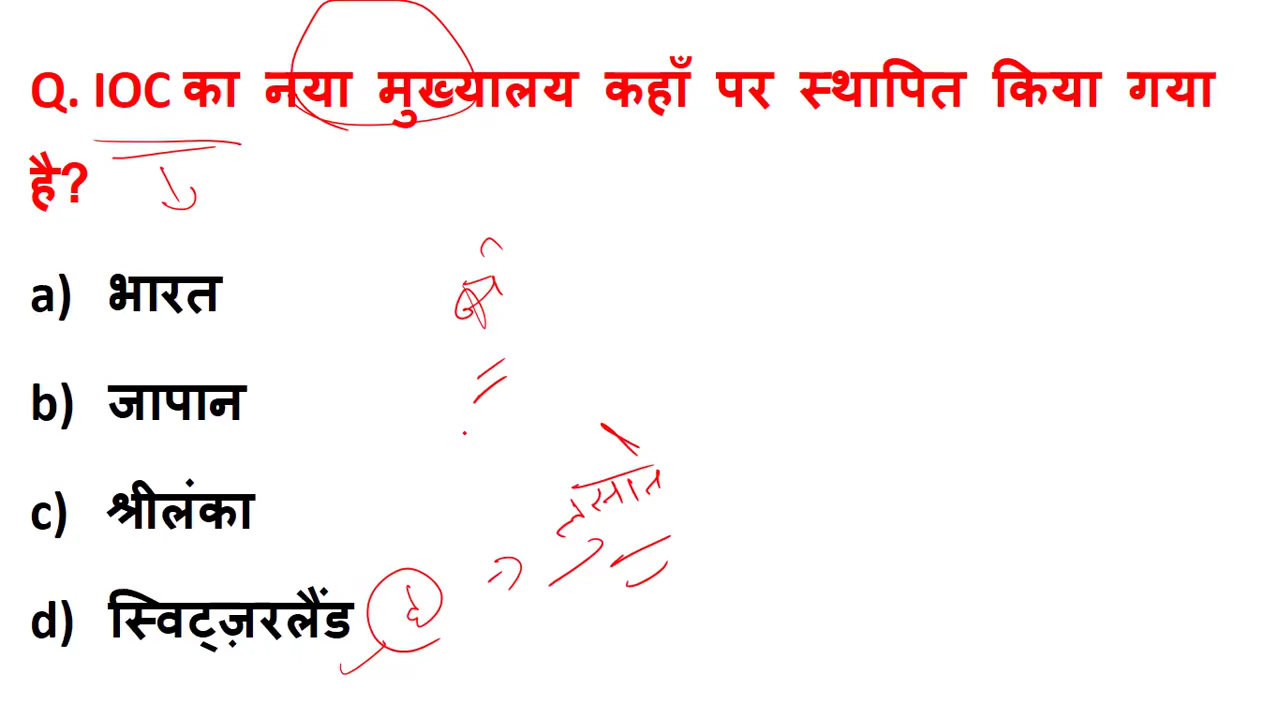 Q. IOC का नया मुख्यालय कहाँ पर स्थापित किया गया
है?
a) भारत
b) जापान
c) श्रीलंका
d) स्विट्ज़रलैंड